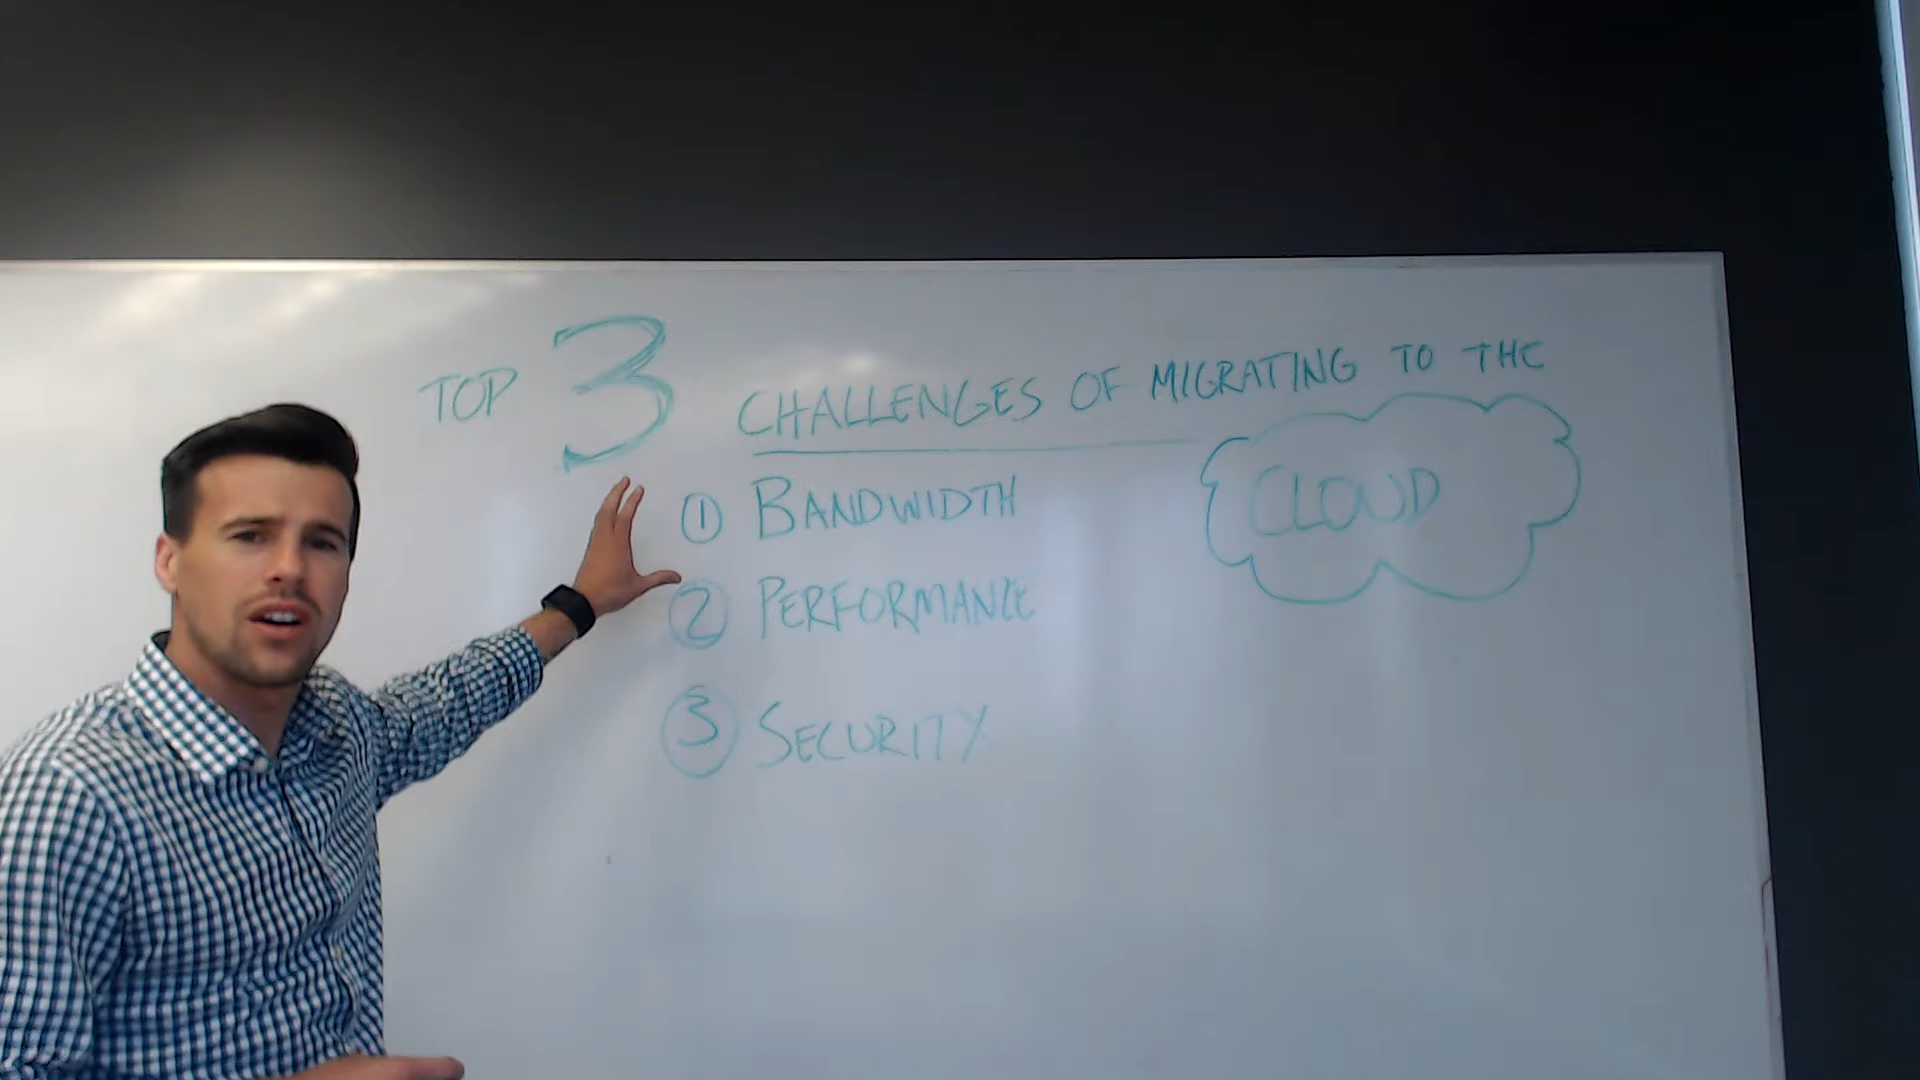 TOP 3 CHALLENGES OF MIGRATING TO THE
CLOUD
1 BANDWIDTH
2 PERFORMANCE
3 SECURITY